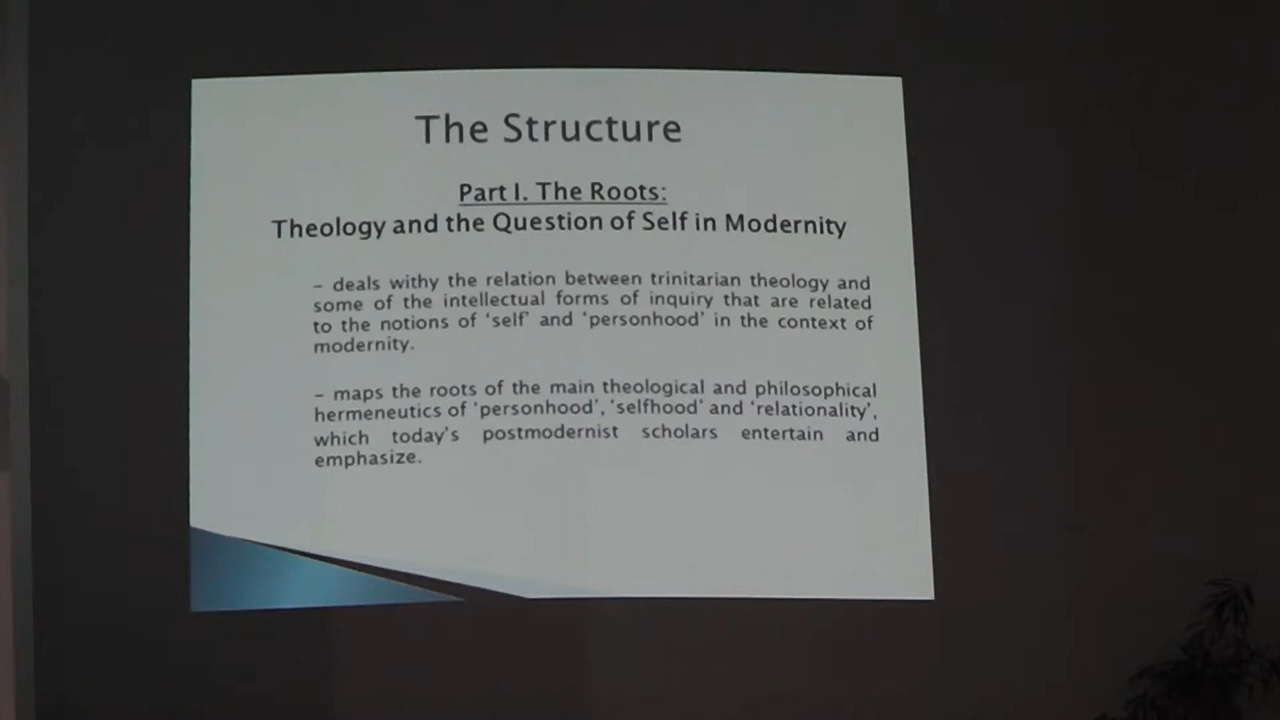 The Structure
Part I. The Roots:
Theology and the Question of Self in Modernity
– deals withy the relation between trinitarian theology and
some of the intellectual forms of inquiry that are related
to the notions of ‘self’ and ‘personhood’ in the context of
modernity.
– maps the roots of the main theological and philosophical
hermeneutics of ‘personhood’, ‘selfhood’ and ‘relationality’,
which today’s postmodernist scholars entertain and
emphasize.